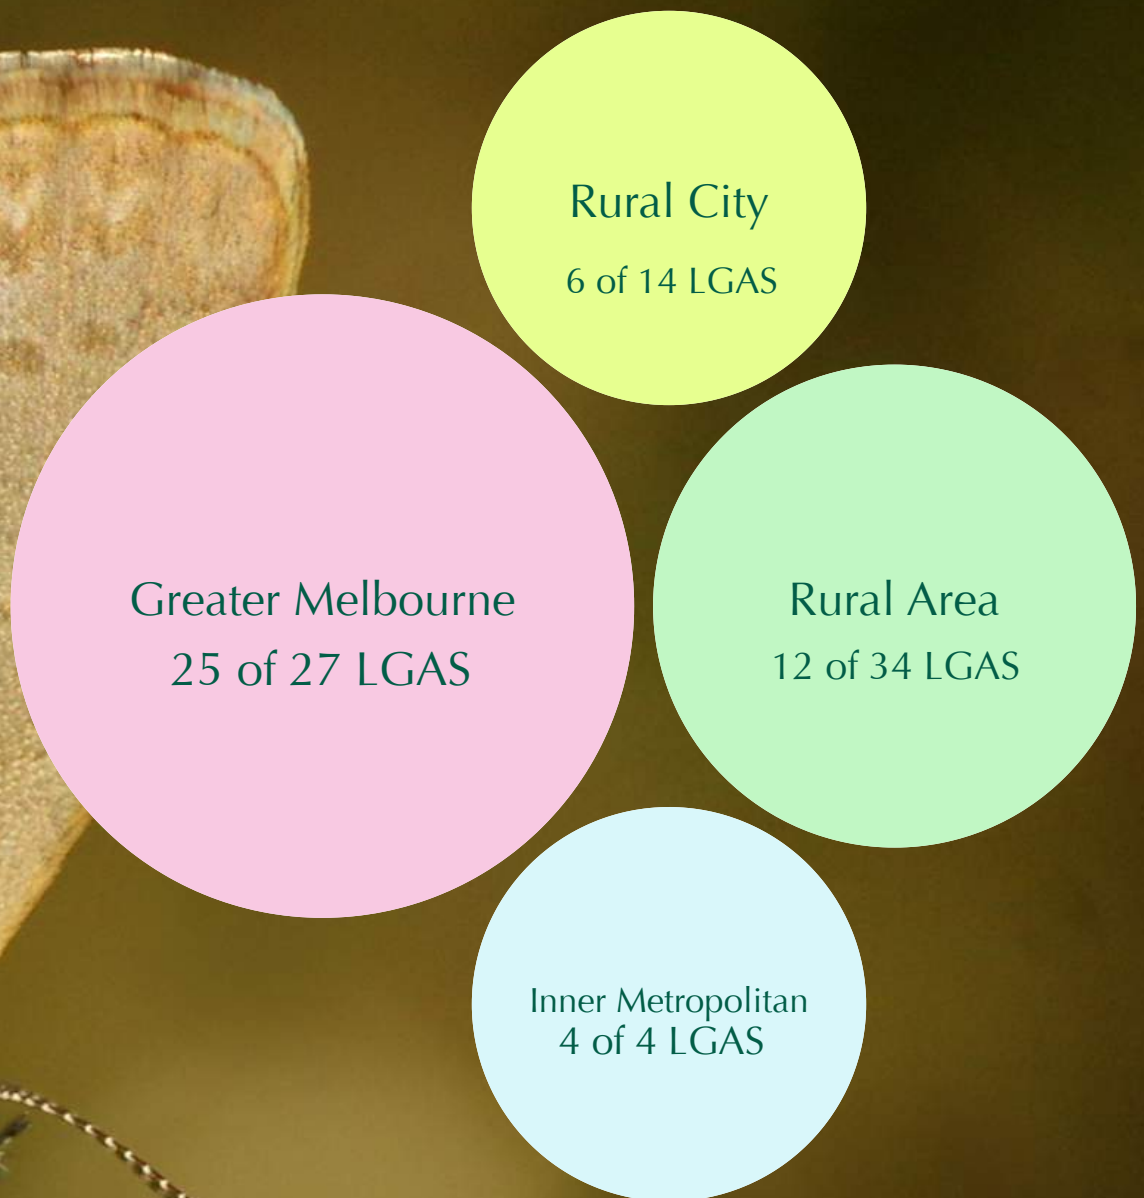 Rural City
6 of 14 LGAS
Greater Melbourne
25 of 27 LGAS
Rural Area
12 of 34 LGAS
Inner Metropolitan
4 of 4 LGAS